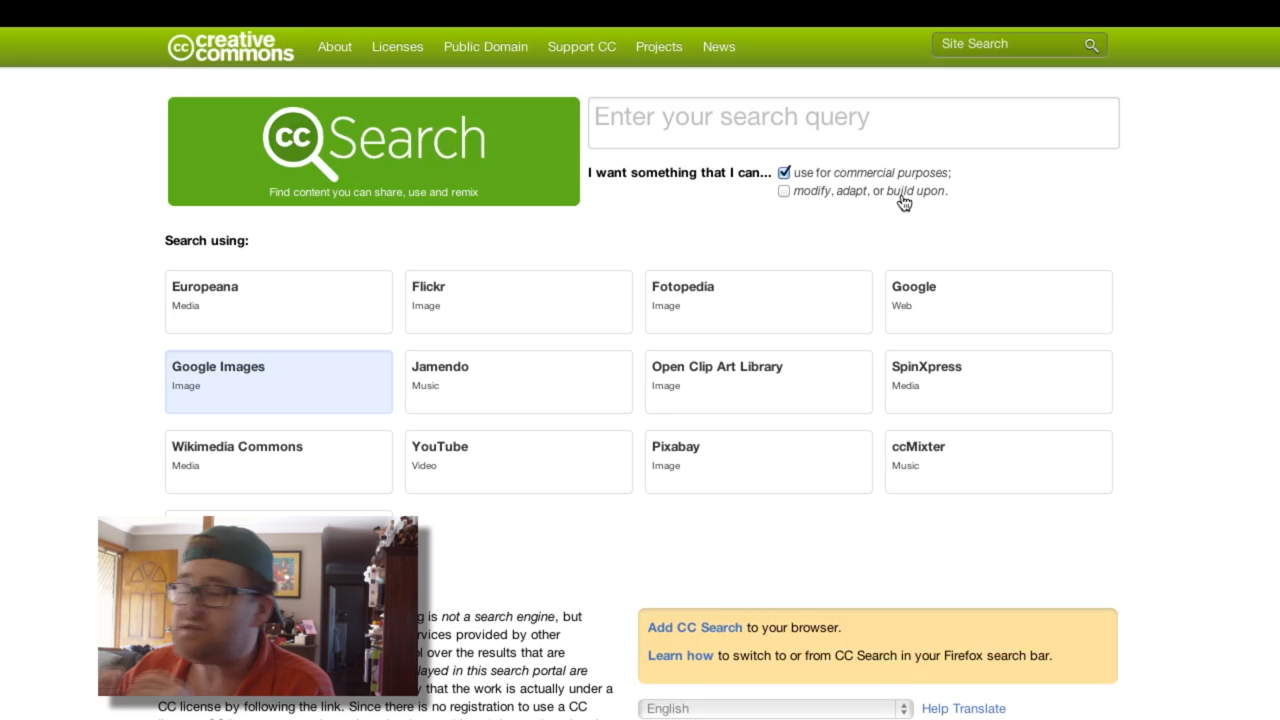 creative commons
About Licenses Public Domain Support CC Projects News
Site Search
cc Search
Find content you can share, use and remix
Enter your search query
I want something that I can... use for commercial purposes;
modify, adapt, or build upon.
Search using:
Europeana
Media
Flickr
Image
Fotopedia
Image
Google
Web
Google Images
Image
Jamendo
Music
Open Clip Art Library
Image
SpinXpress
Media
Wikimedia Commons
Media
YouTube
Video
Pixabay
Image
ccMixter
Music
is not a search engine, but
provided by other
over the results that are
in this search portal are
that the work is actually under a
CC license by following the link. Since there is no registration to use a CC
Add CC Search to your browser.
Learn how to switch to or from CC Search in your Firefox search bar.
English
Help Translate